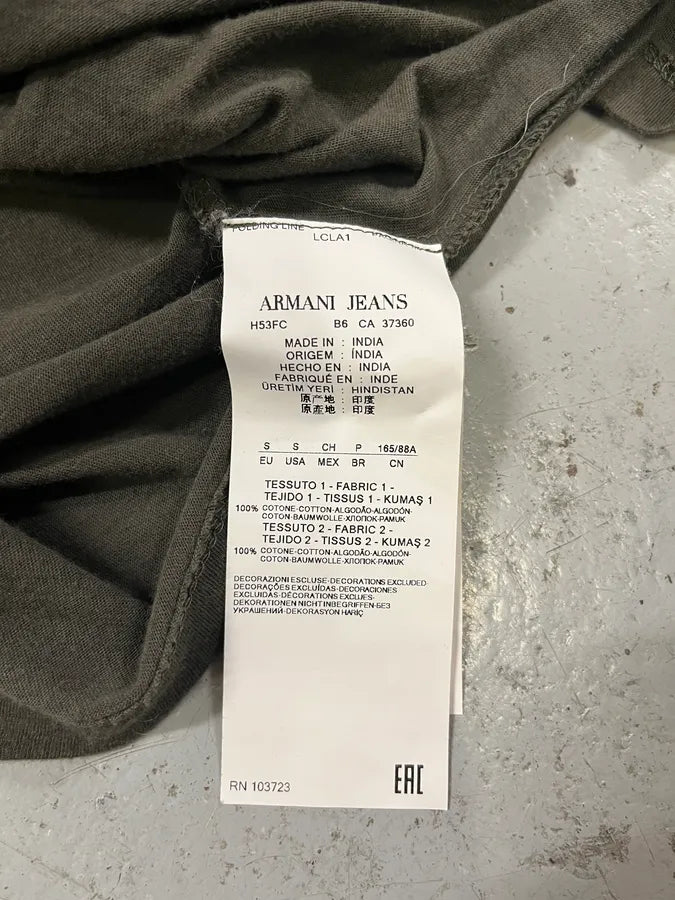 FOLDING LINE
LCLA1
ARMANI JEANS
H53FC B6 CA 37360
MADE IN : INDIA
ORIGEM : ÍNDIA
HECHO EN : INDIA
FABRIQUÉ EN : INDE
ÜRETİM YERİ : HINDISTAN
原产地 : 印度
原產地 : 印度
S S CH P 165/88A
EU USA MEX BR CN
TESSUTO 1 - FABRIC 1 -
TEJIDO 1 - TISSUS 1 - KUMAŞ 1
100% COTONE-COTTON-ALGODÃO-ALGODÓN-
COTON-BAUMWOLLE-ХЛОПОК-PAMUK
TESSUTO 2 - FABRIC 2 -
TEJIDO 2 - TISSUS 2 - KUMAŞ 2
100% COTONE-COTTON-ALGODÃO-ALGODÓN-
COTON-BAUMWOLLE-ХЛОПОК-PAMUK
DECORAZIONI ESCLUSE-DECORATIONS EXCLUDED-
DECORAÇÕES EXCLUÍDAS-DECORACIONES
EXCLUIDAS-DÉCORATIONS EXCLUES-
DEKORATIONEN NICHT INBEGRIFFEN-БЕЗ
УКРАШЕНИЙ-DEKORASYON HARİÇ
RN 103723
EAC